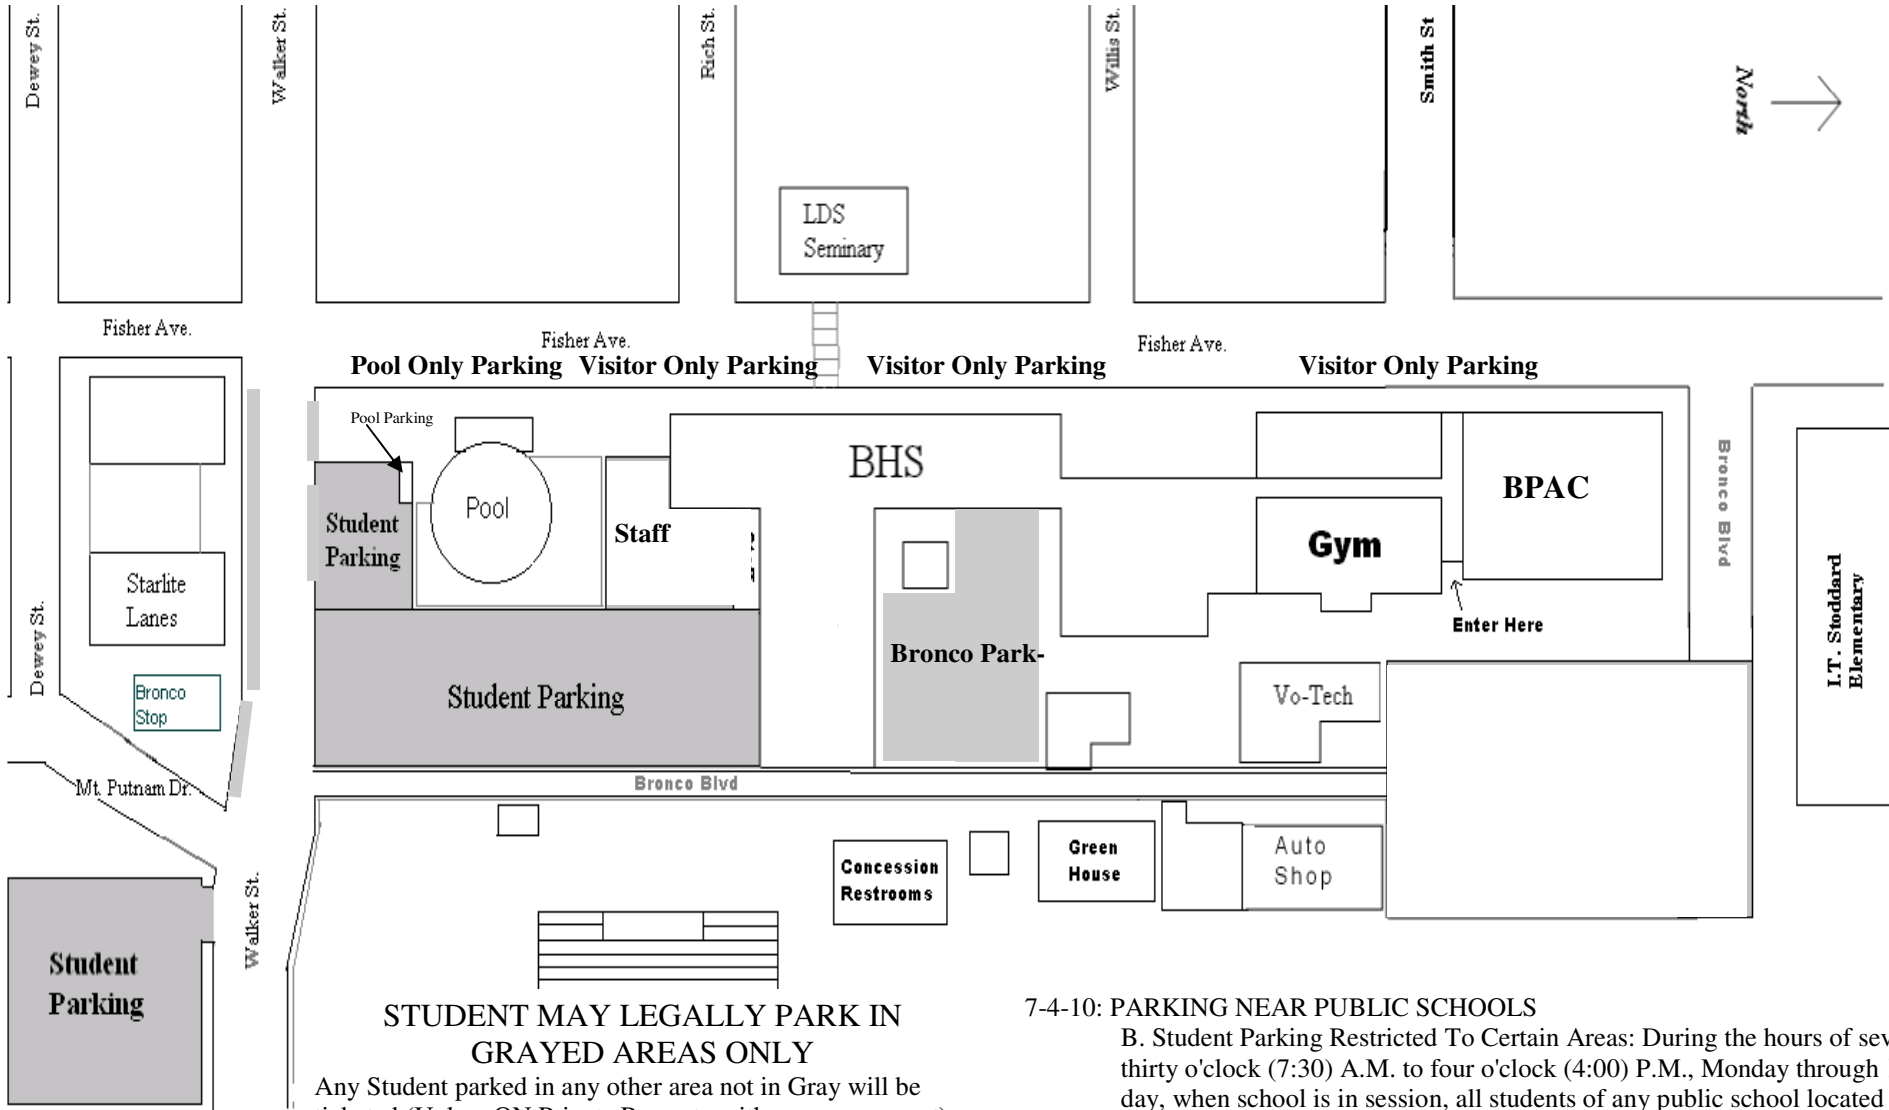 Dewey St.
Walker St.
Rich St.
Willis St.
Smith St
North
LDS
Seminary
Fisher Ave.
Fisher Ave.
Fisher Ave.
Pool Only Parking
Visitor Only Parking
Visitor Only Parking
Visitor Only Parking
Pool Parking
Pool
Student
Parking
Staff
BHS
Gym
BPAC
Bronco Blvd
Enter Here
Starlite
Lanes
Bronco
Stop
Dewey St.
Mt. Putnam Dr.
Student Parking
Bronco Park-
Vo-Tech
I.T. Stoddard
Elementary
Bronco Blvd
Concession
Restrooms
Green
House
Auto
Shop
Walker St.
Student
Parking
STUDENT MAY LEGALLY PARK IN
GRAYED AREAS ONLY
Any Student parked in any other area not in Gray will be
7-4-10: PARKING NEAR PUBLIC SCHOOLS
B. Student Parking Restricted To Certain Areas: During the hours of
thirty o'clock (7:30) A.M. to four o'clock (4:00) P.M., Monday through
day, when school is in session, all students of any public school located